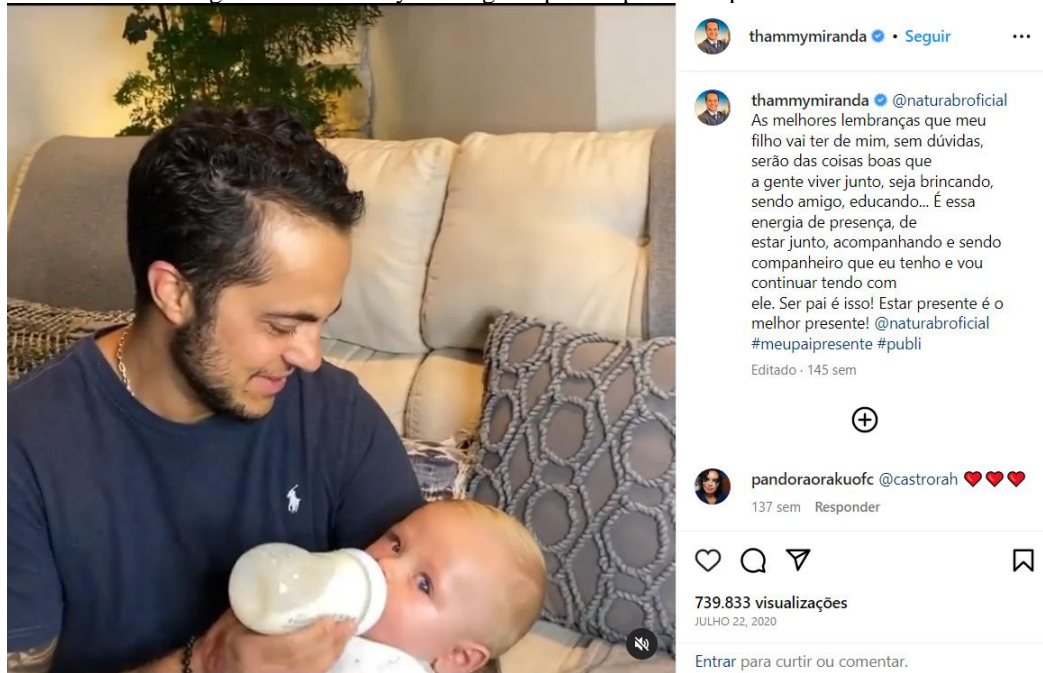 thammymiranda • Seguir
thammymiranda @naturabroficial
As melhores lembranças que meu
filho vai ter de mim, sem dúvidas,
serão das coisas boas que
a gente viver junto, seja brincando,
sendo amigo, educando... É essa
energia de presença, de
estar junto, acompanhando e sendo
companheiro que eu tenho e vou
continuar tendo com
ele. Ser pai é isso! Estar presente é o
melhor presente! @naturabroficial
#meupaipresente #publi
Editado · 145 sem
pandoraorakuofc @castrorah ❤❤❤
137 sem Responder
739.833 visualizações
JULHO 22, 2020
Entrar para curtir ou comentar.